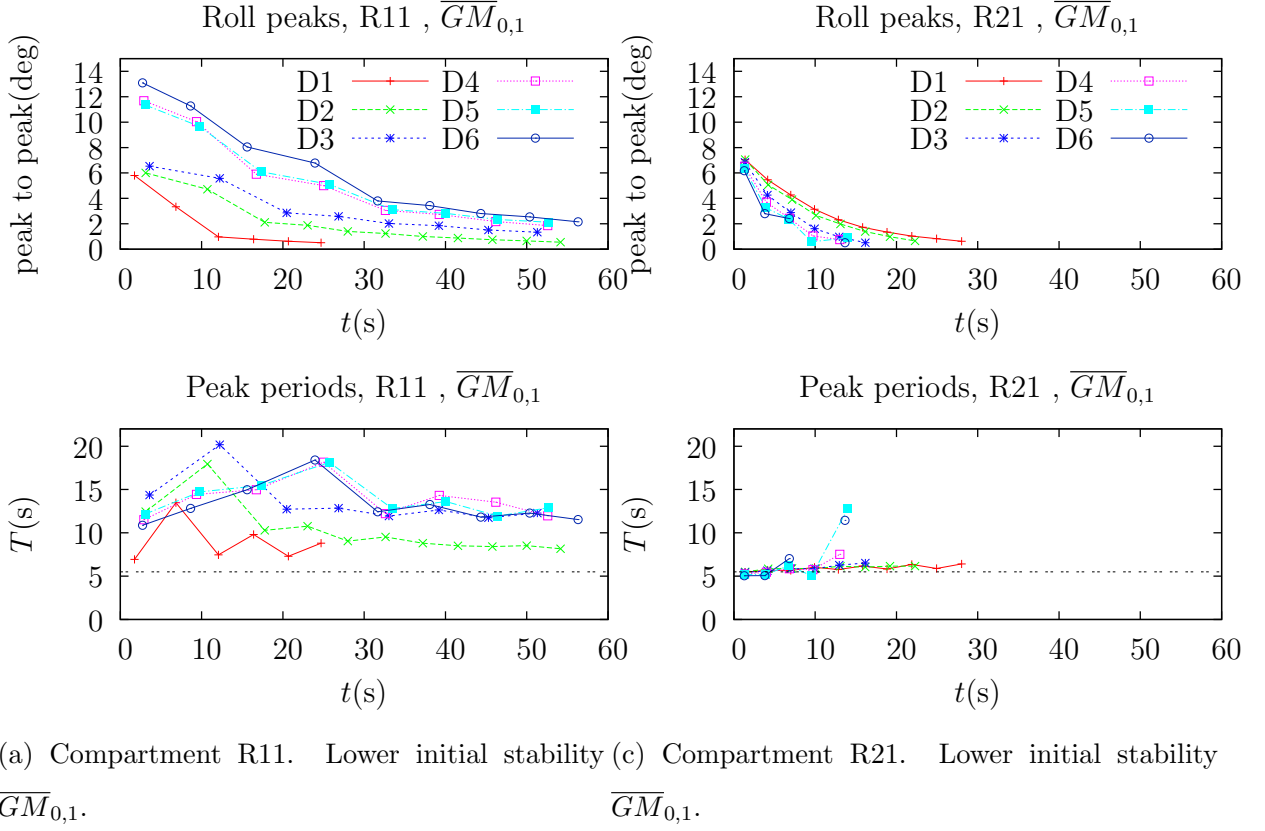 Roll peaks, R11 , $\overline{GM}_{0,1}$
peak to peak(deg)
14
12
10
8
6
4
2
0
D1 D4
D2 D5
D3 D6
0 10 20 30 40 50 60
t(s)
Roll peaks, R21 , $\overline{GM}_{0,1}$
peak to peak(deg)
14
12
10
8
6
4
2
0
D1 D4
D2 D5
D3 D6
0 10 20 30 40 50 60
t(s)
Peak periods, R11 , $\overline{GM}_{0,1}$
T(s)
20
15
10
5
0
0 10 20 30 40 50 60
t(s)
Peak periods, R21 , $\overline{GM}_{0,1}$
T(s)
20
15
10
5
0
0 10 20 30 40 50 60
t(s)
(a) Compartment R11. Lower initial stability
$\overline{GM}_{0,1}$.
(c) Compartment R21. Lower initial stability
$\overline{GM}_{0,1}$.